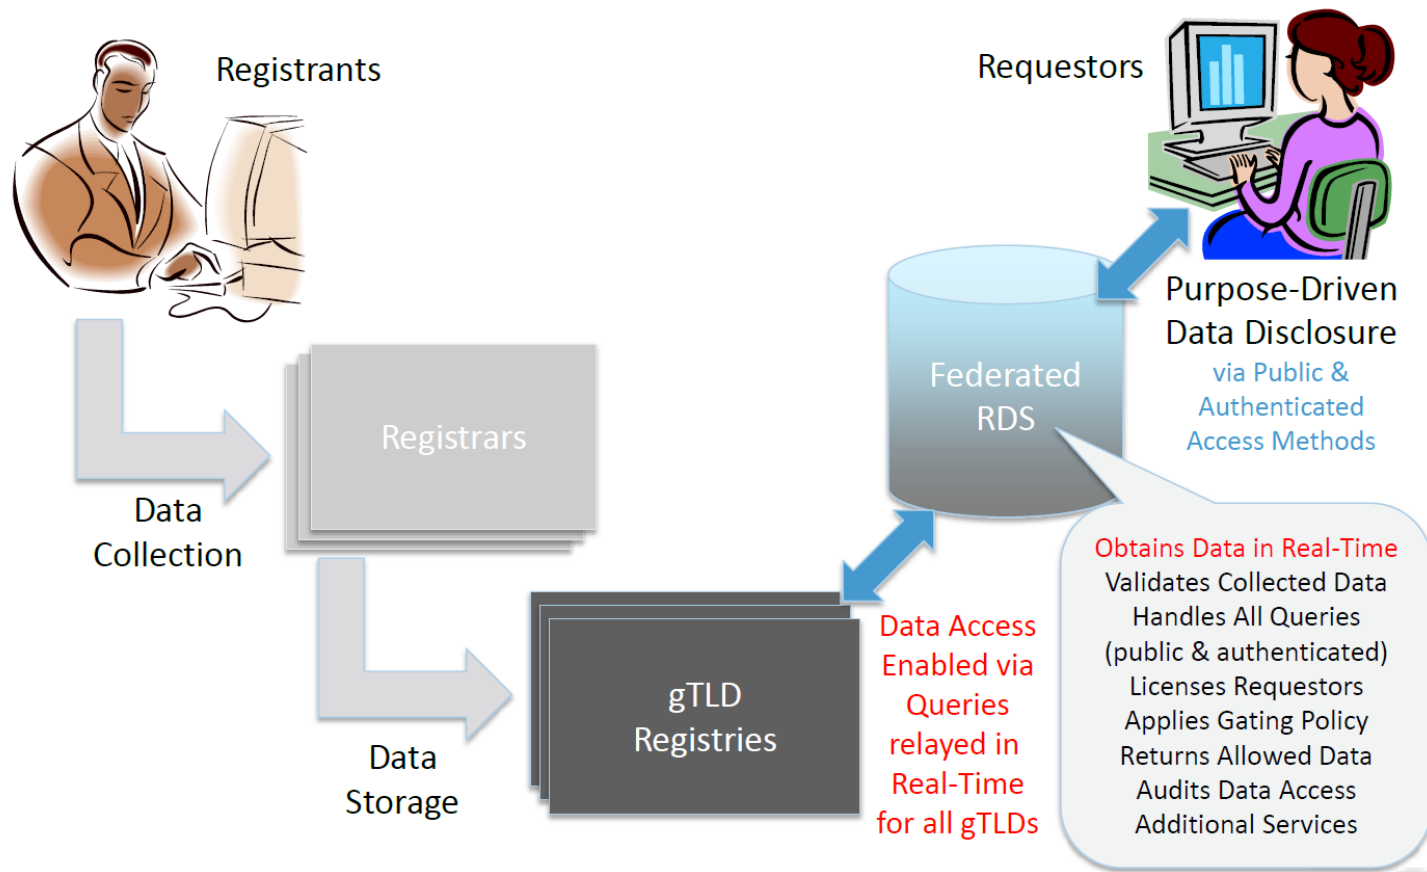 Registrants
Requestors
Registrars
Data
Collection
gTLD
Registries
Data
Storage
Federated
RDS
Data Access
Enabled via
Queries
relayed in
Real-Time
for all gTLDs
Purpose-Driven
Data Disclosure
via Public &
Authenticated
Access Methods
Obtains Data in Real-Time
Validates Collected Data
Handles All Queries
(public & authenticated)
Licenses Requestors
Applies Gating Policy
Returns Allowed Data
Audits Data Access
Additional Services